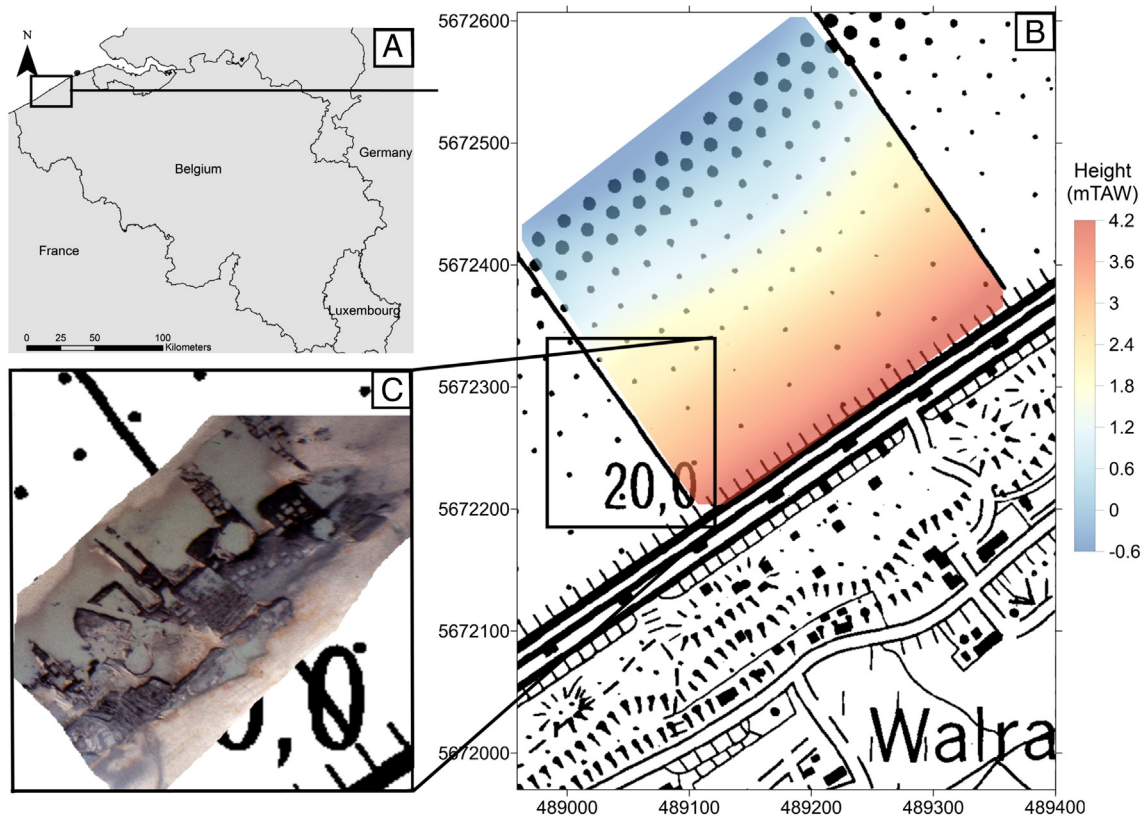 N
A
Belgium
Germany
France
Luxembourg
0 25 50 100
Kilometers
B
5672600
5672500
5672400
5672300
5672200
5672100
5672000
489000 489100 489200 489300 489400
20,0
Walra
Height
(mTAW)
4.2
3.6
3
2.4
1.8
1.2
0.6
0
-0.6
C
0,0